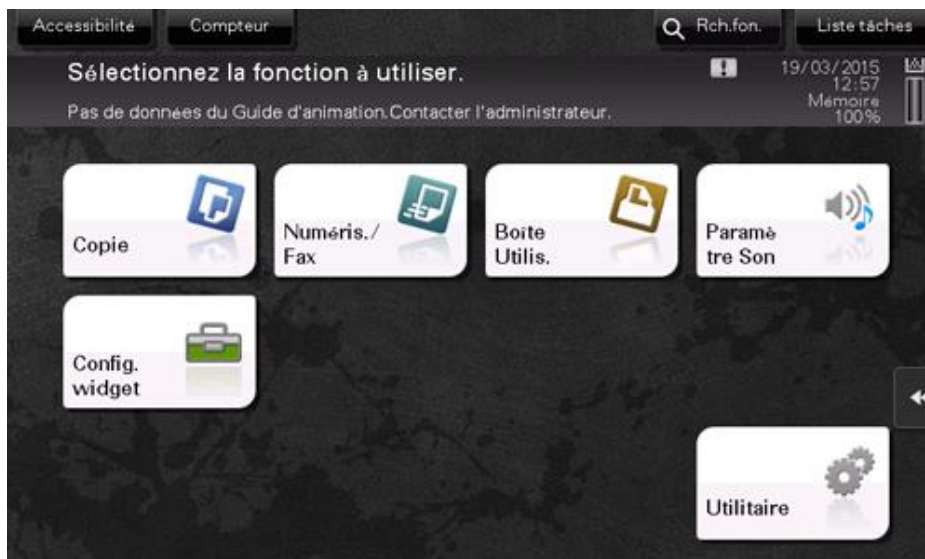 Accessibilité
Compteur
Rch.fon.
Liste tâches
Sélectionnez la fonction à utiliser.
19/03/2015
12:57
Pas de données du Guide d'animation.Contacter l'administrateur.
Mémoire
100%
Copie
Numéris./
Fax
Boîte
Utilis.
Paramè
tre Son
Config.
widget
Utilitaire